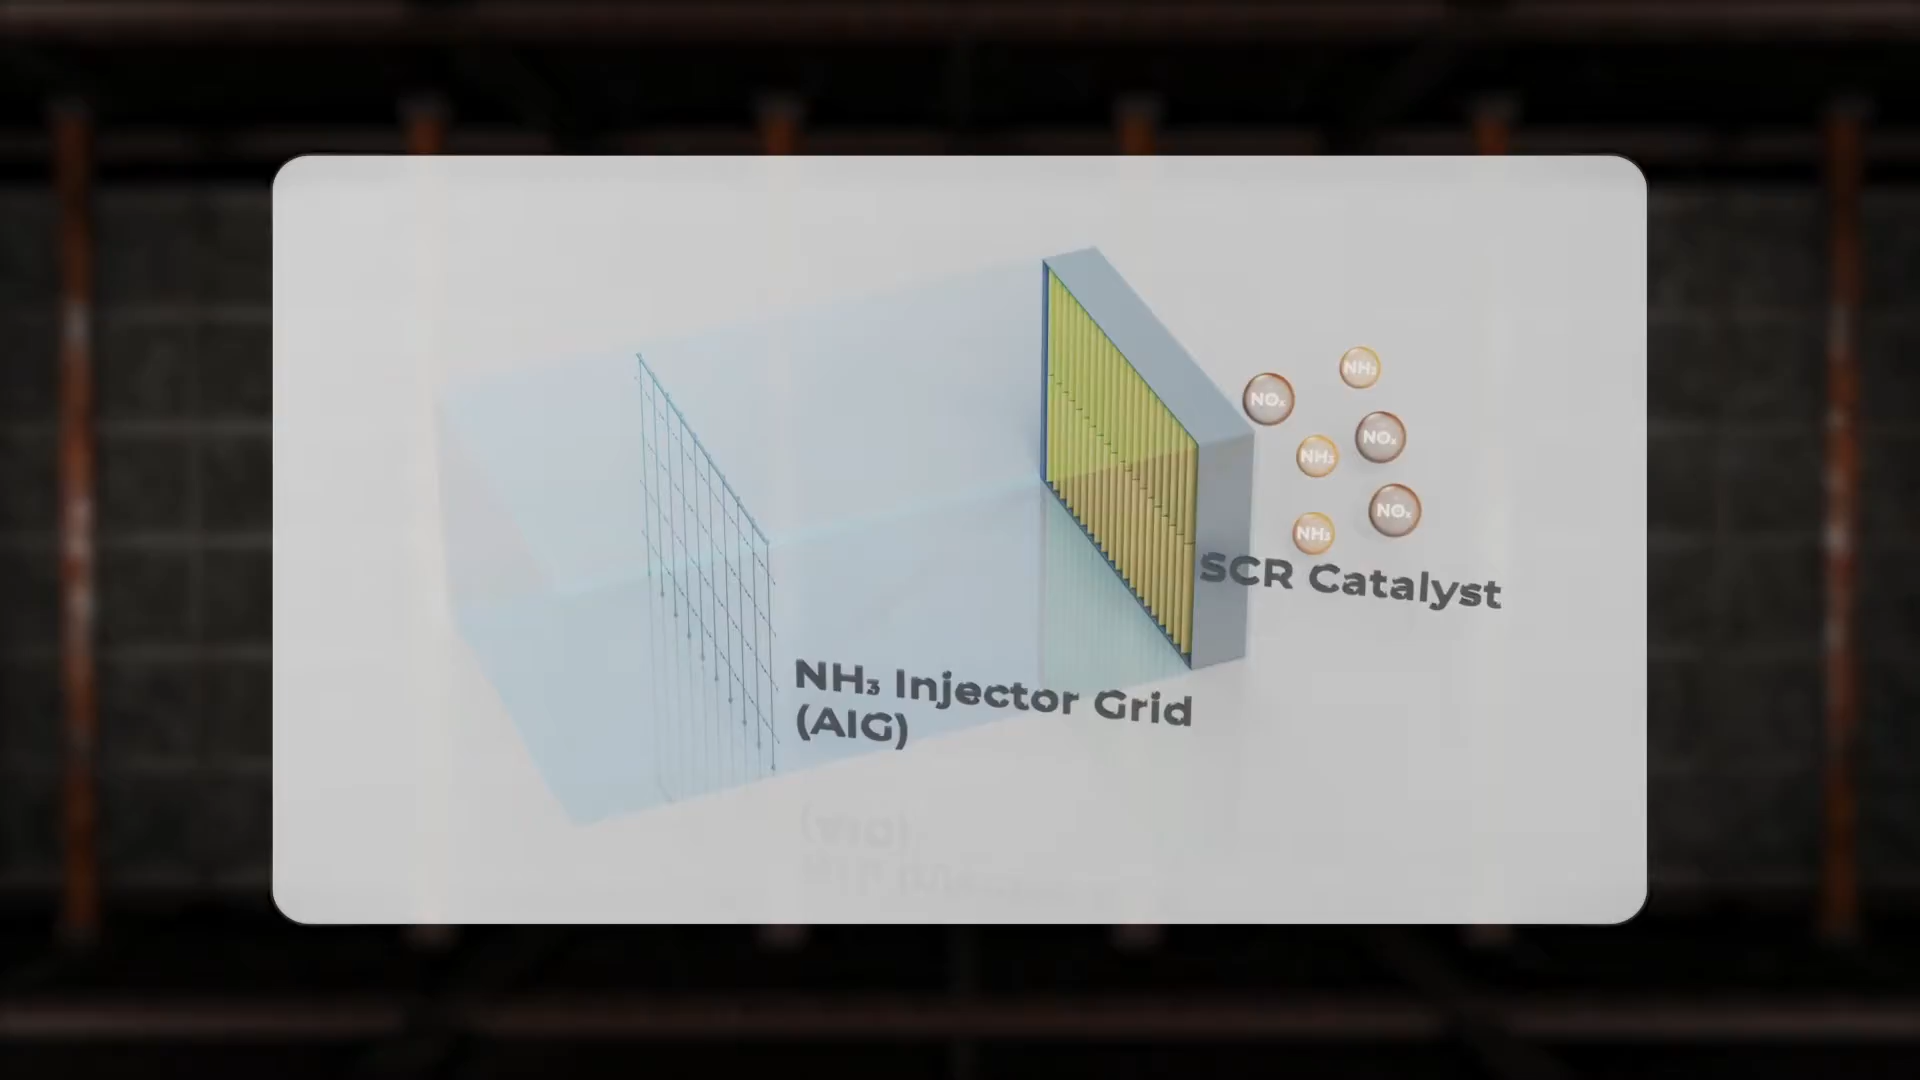 NH₃
NOₓ
NOₓ
NH₃
NOₓ
NH₃
SCR Catalyst
NH₃ Injector Grid
(AIG)